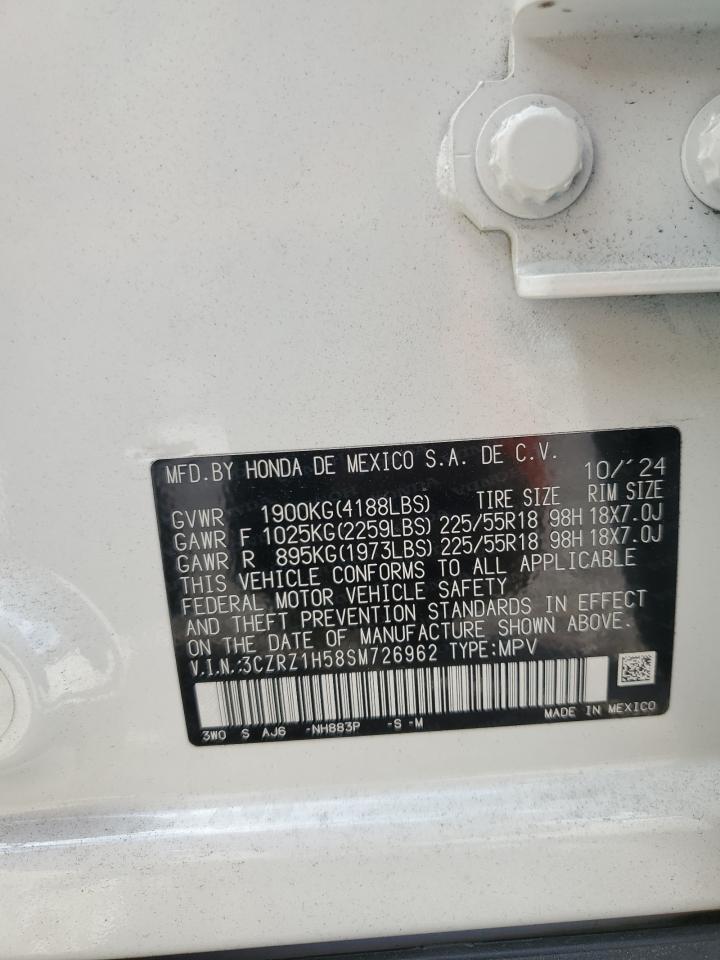 MFD.BY HONDA DE MEXICO S.A. DE C.V. 10/'24
GVWR 1900KG(4188LBS) TIRE SIZE RIM SIZE
GAWR F 1025KG(2259LBS) 225/55R18 98H 18X7.0J
GAWR R 895KG(1973LBS) 225/55R18 98H 18X7.0J
THIS VEHICLE CONFORMS TO ALL APPLICABLE
FEDERAL MOTOR VEHICLE SAFETY
AND THEFT PREVENTION STANDARDS IN EFFECT
ON THE DATE OF MANUFACTURE SHOWN ABOVE.
V.I.N.:3CZRZ1H58SM726962 TYPE:MPV
3W0 S AJ6 -NH883P -S -M MADE IN MEXICO